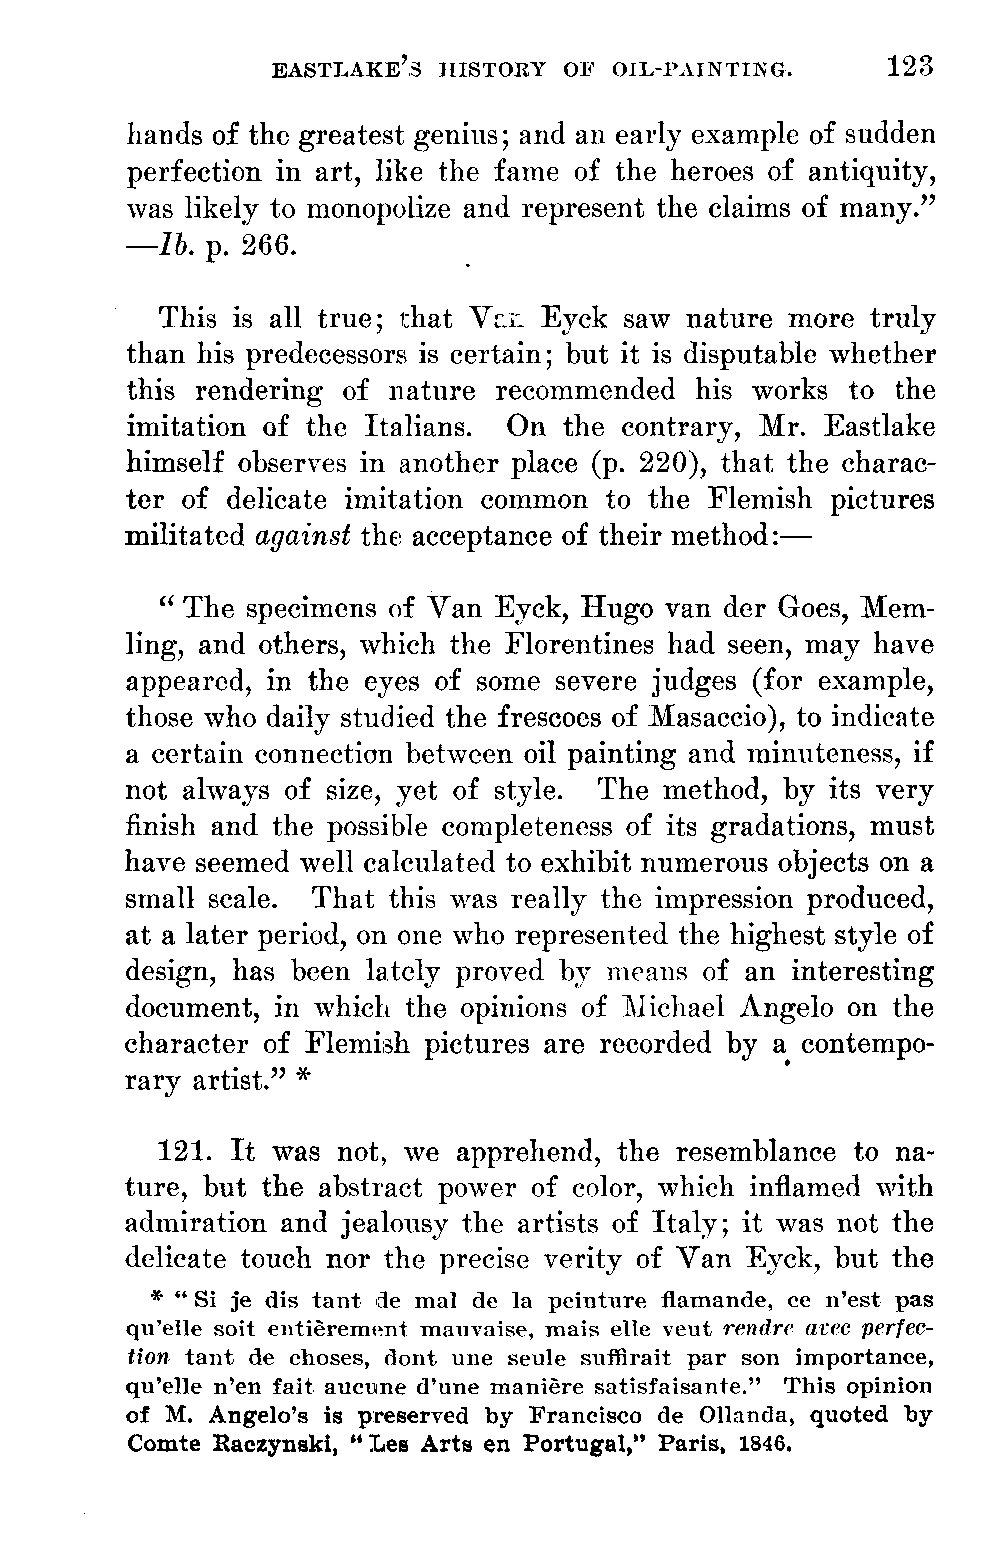 EASTLAKE'S HISTORY OF OIL-PAINTING. 123
hands of the greatest genius; and an early example of sudden
perfection in art, like the fame of the heroes of antiquity,
was likely to monopolize and represent the claims of many."
—Ib. p. 266.
This is all true; that Van Eyck saw nature more truly
than his predecessors is certain; but it is disputable whether
this rendering of nature recommended his works to the
imitation of the Italians. On the contrary, Mr. Eastlake
himself observes in another place (p. 220), that the charac-
ter of delicate imitation common to the Flemish pictures
militated against the acceptance of their method:—
"The specimens of Van Eyck, Hugo van der Goes, Mem-
ling, and others, which the Florentines had seen, may have
appeared, in the eyes of some severe judges (for example,
those who daily studied the frescoes of Masaccio), to indicate
a certain connection between oil painting and minuteness, if
not always of size, yet of style. The method, by its very
finish and the possible completeness of its gradations, must
have seemed well calculated to exhibit numerous objects on a
small scale. That this was really the impression produced,
at a later period, on one who represented the highest style of
design, has been lately proved by means of an interesting
document, in which the opinions of Michael Angelo on the
character of Flemish pictures are recorded by a contempo-
rary artist." *
121. It was not, we apprehend, the resemblance to na-
ture, but the abstract power of color, which inflamed with
admiration and jealousy the artists of Italy; it was not the
delicate touch nor the precise verity of Van Eyck, but the
* "Si je dis tant de mal de la peinture flamande, ce n'est pas
qu'elle soit entièrement mauvaise, mais elle veut rendre avec perfec-
tion tant de choses, dont une seule suffirait par son importance,
qu'elle n'en fait aucune d'une manière satisfaisante." This opinion
of M. Angelo's is preserved by Francisco de Ollanda, quoted by
Comte Raczynski, "Les Arts en Portugal," Paris, 1846.